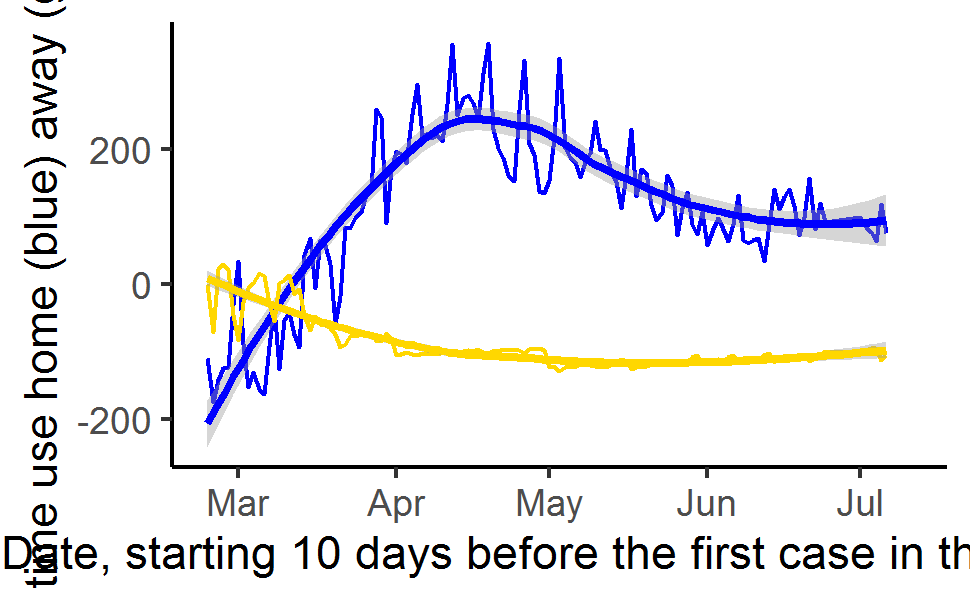 time use home (blue) away (
200
0
-200
Mar Apr May Jun Jul
Date, starting 10 days before the first case in th